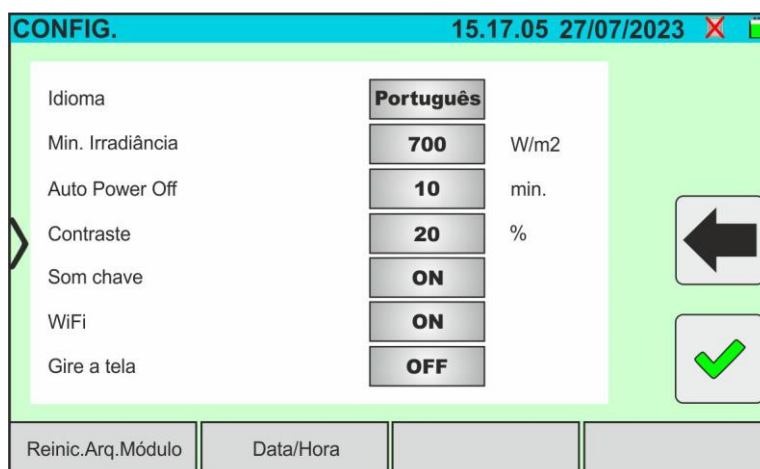 CONFIG. 15.17.05 27/07/2023
Idioma Português
Min. Irradiância 700 W/m2
Auto Power Off 10 min.
Contraste 20 %
Som chave ON
WiFi ON
Gire a tela OFF
Reinic.Arq.Módulo Data/Hora